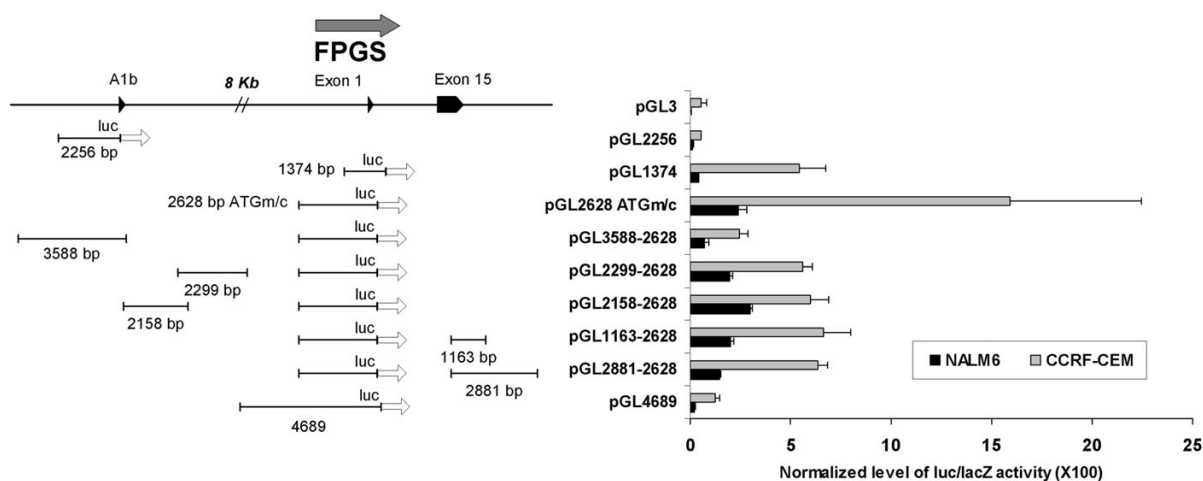 FPGS
A1b
8 Kb
Exon 1
Exon 15
luc
2256 bp
1374 bp
luc
2628 bp ATGm/c
luc
3588 bp
luc
2299 bp
luc
2158 bp
luc
luc
1163 bp
luc
2881 bp
luc
4689
pGL3
pGL2256
pGL1374
pGL2628 ATGm/c
pGL3588-2628
pGL2299-2628
pGL2158-2628
pGL1163-2628
pGL2881-2628
pGL4689
NALM6 CCRF-CEM
0 5 10 15 20 25
Normalized level of luc/lacZ activity (X100)